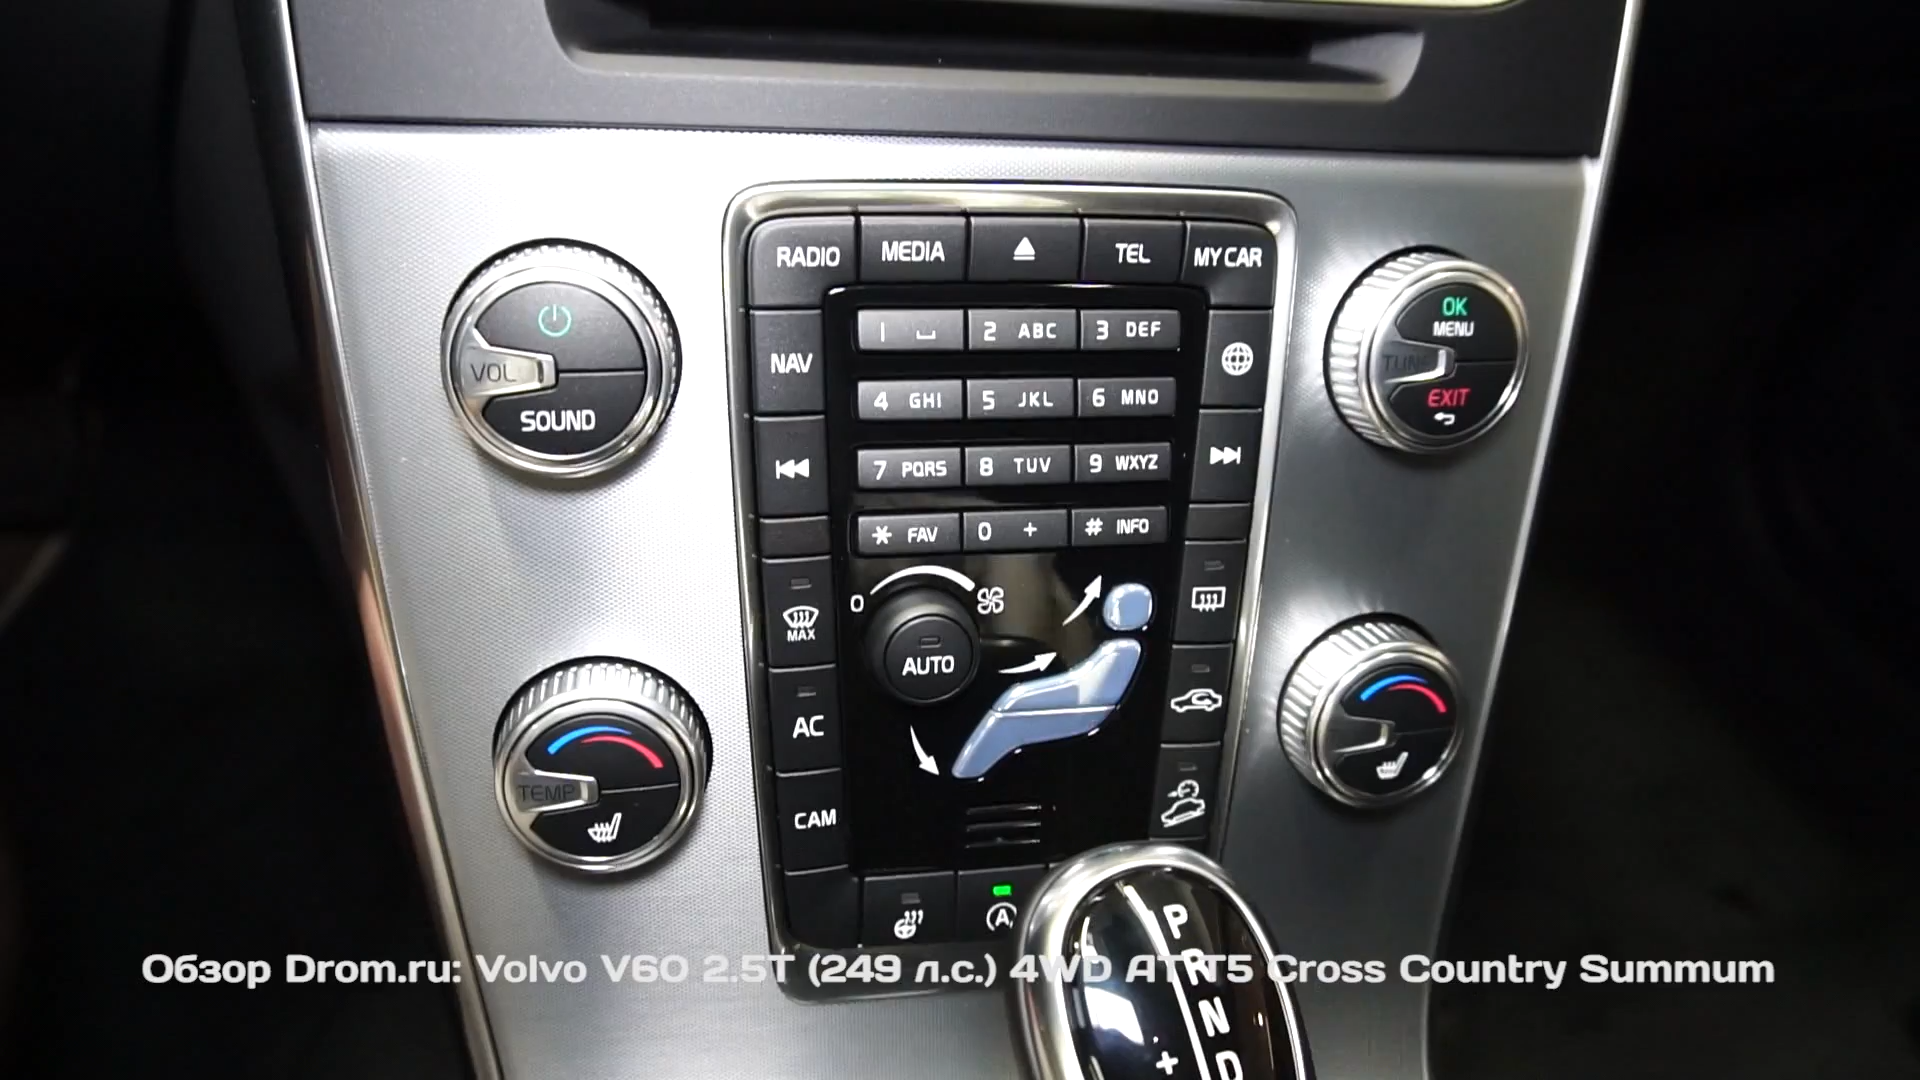 RADIO MEDIA TEL MY CAR
NAV
1 2 ABC 3 DEF
4 GHI 5 JKL 6 MNO
7 PQRS 8 TUV 9 WXYZ
* FAV 0 + # INFO
VOL
SOUND
OK
MENU
TUNE
EXIT
0
MAX
AUTO
AC
TEMP
CAM
A
P
R
N
D
+
Обзор Drom.ru: Volvo V60 2.5T (249 л.с.) 4WD AT T5 Cross Country Summum